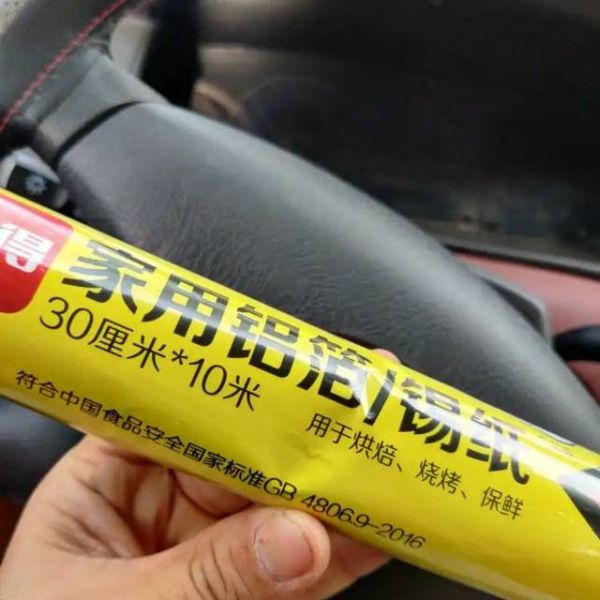 得
家用铝箔/锡纸
30厘米*10米
用于烘焙、烧烤、保鲜
符合中国食品安全国家标准GB 4806.9-2016